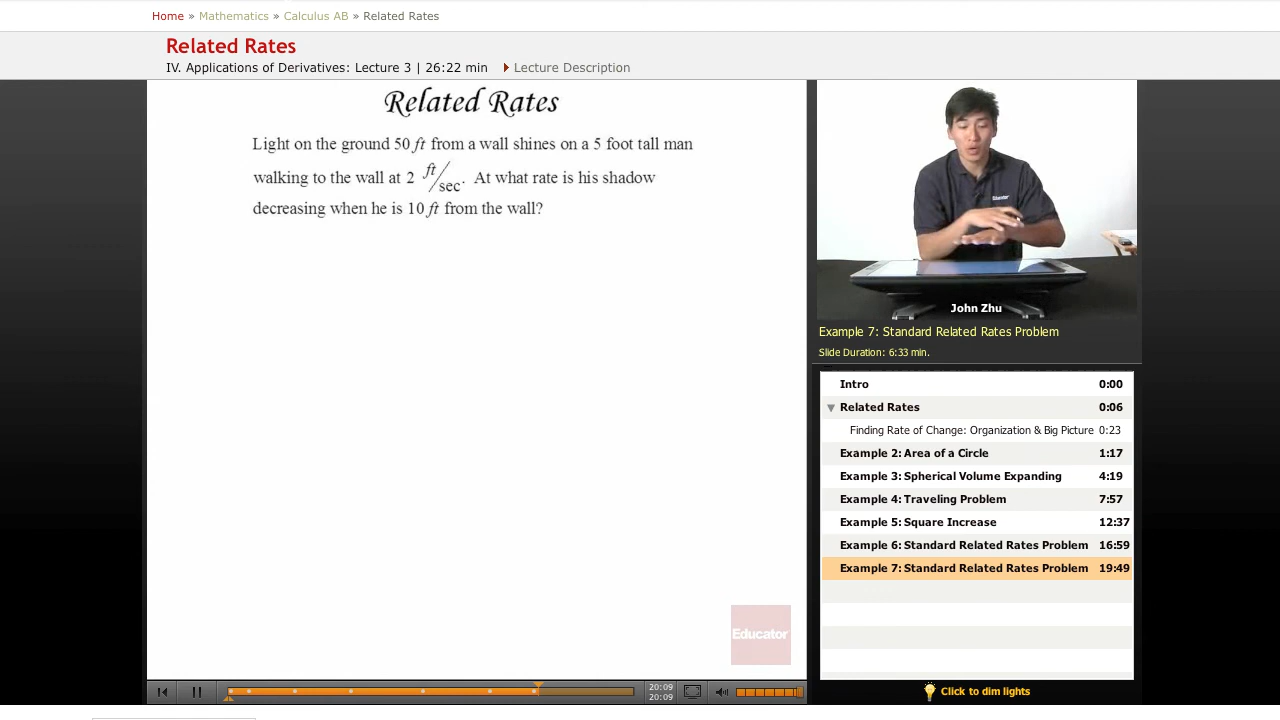 Home » Mathematics » Calculus AB » Related Rates
Related Rates
IV. Applications of Derivatives: Lecture 3 | 26:22 min Lecture Description
Related Rates
Light on the ground 50 ft from a wall shines on a 5 foot tall man
walking to the wall at 2 ft/sec. At what rate is his shadow
decreasing when he is 10 ft from the wall?
Educator
John Zhu
Example 7: Standard Related Rates Problem
Slide Duration: 6:33 min.
Intro 0:00
Related Rates 0:06
Finding Rate of Change: Organization & Big Picture 0:23
Example 2: Area of a Circle 1:17
Example 3: Spherical Volume Expanding 4:19
Example 4: Traveling Problem 7:57
Example 5: Square Increase 12:37
Example 6: Standard Related Rates Problem 16:59
Example 7: Standard Related Rates Problem 19:49
Educator
20:09
20:09
Click to dim lights